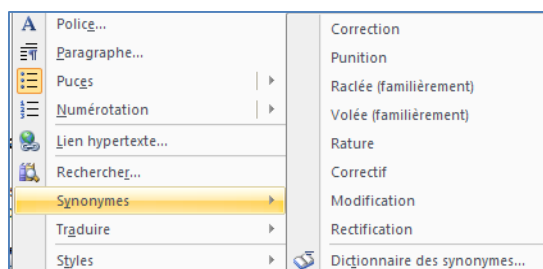 Police...
Paragraphe...
Puces
Numérotation
Lien hypertexte...
Rechercher...
Synonymes
Traduire
Styles
Correction
Punition
Raclée (familièrement)
Volée (familièrement)
Rature
Correctif
Modification
Rectification
Dictionnaire des synonymes...